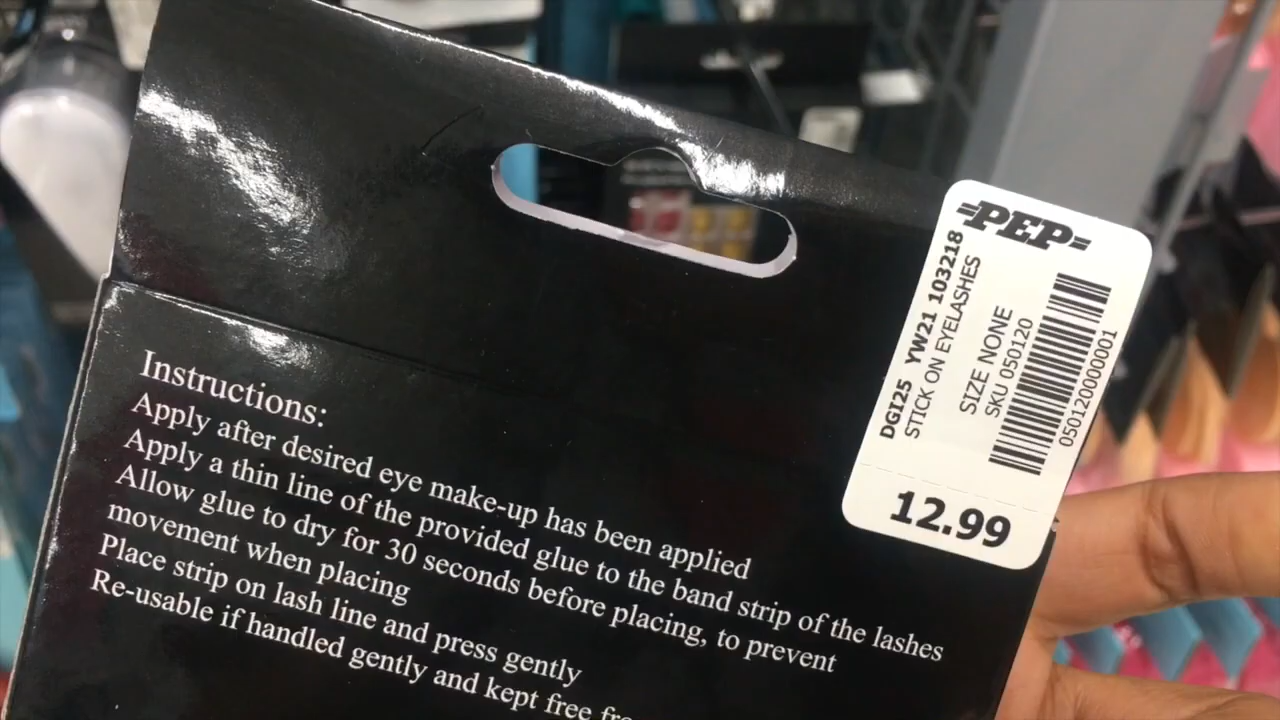 PEP
DGI25 YW21 103218
STICK ON EYELASHES
SIZE NONE
SKU 050120
050120000001
12.99
Instructions:
Apply after desired eye make-up has been applied
Apply a thin line of the provided glue to the band strip of the lashes
Allow glue to dry for 30 seconds before placing, to prevent
movement when placing
Place strip on lash line and press gently
Re-usable if handled gently and kept free